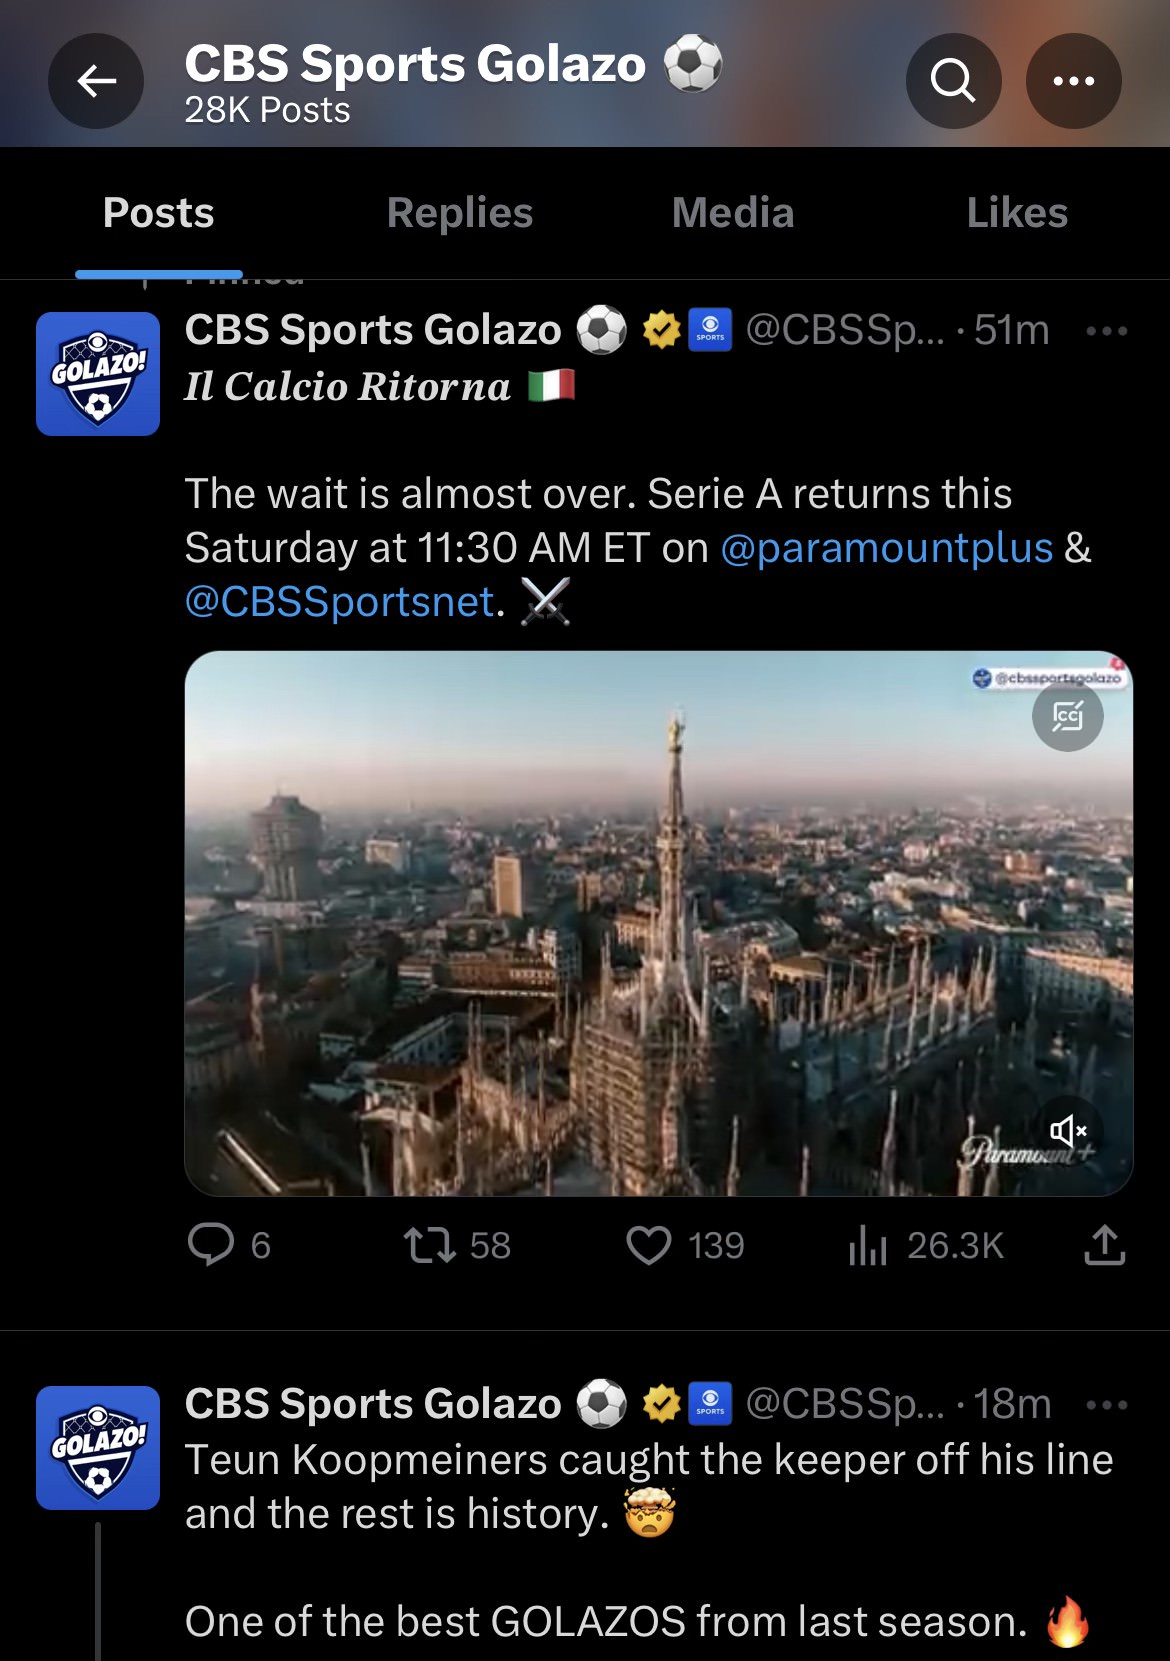 CBS Sports Golazo ⚽
28K Posts
Posts Replies Media Likes
Pinned
CBS Sports Golazo ⚽ @CBSSp... · 51m
Il Calcio Ritorna 🇮🇹
The wait is almost over. Serie A returns this
Saturday at 11:30 AM ET on @paramountplus &
@CBSSportsnet. ⚔️
@cbssportsgolazo
CC
Paramount+
6 58 139 26.3K
GOLAZO!
SPORTS
CBS Sports Golazo ⚽ @CBSSp... · 18m
Teun Koopmeiners caught the keeper off his line
and the rest is history. 🤯
One of the best GOLAZOS from last season. 🔥
GOLAZO!
SPORTS